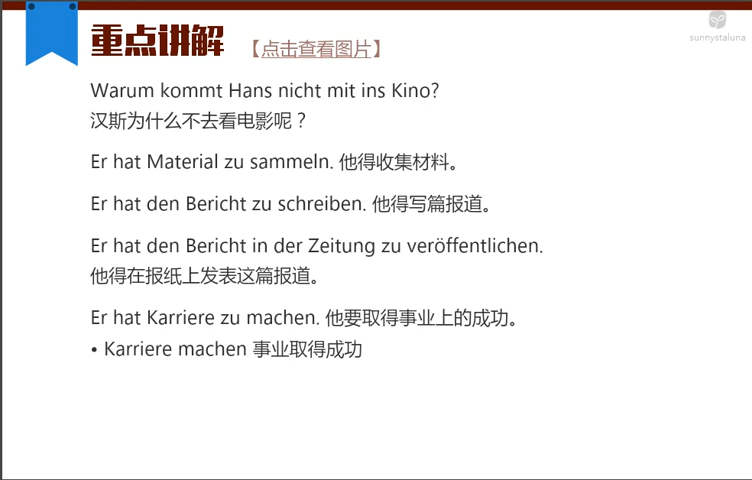 重点讲解 【点击查看图片】
sunnystaluna
Warum kommt Hans nicht mit ins Kino?
汉斯为什么不去看电影呢？
Er hat Material zu sammeln. 他得收集材料。
Er hat den Bericht zu schreiben. 他得写篇报道。
Er hat den Bericht in der Zeitung zu veröffentlichen.
他得在报纸上发表这篇报道。
Er hat Karriere zu machen. 他要取得事业上的成功。
• Karriere machen 事业取得成功